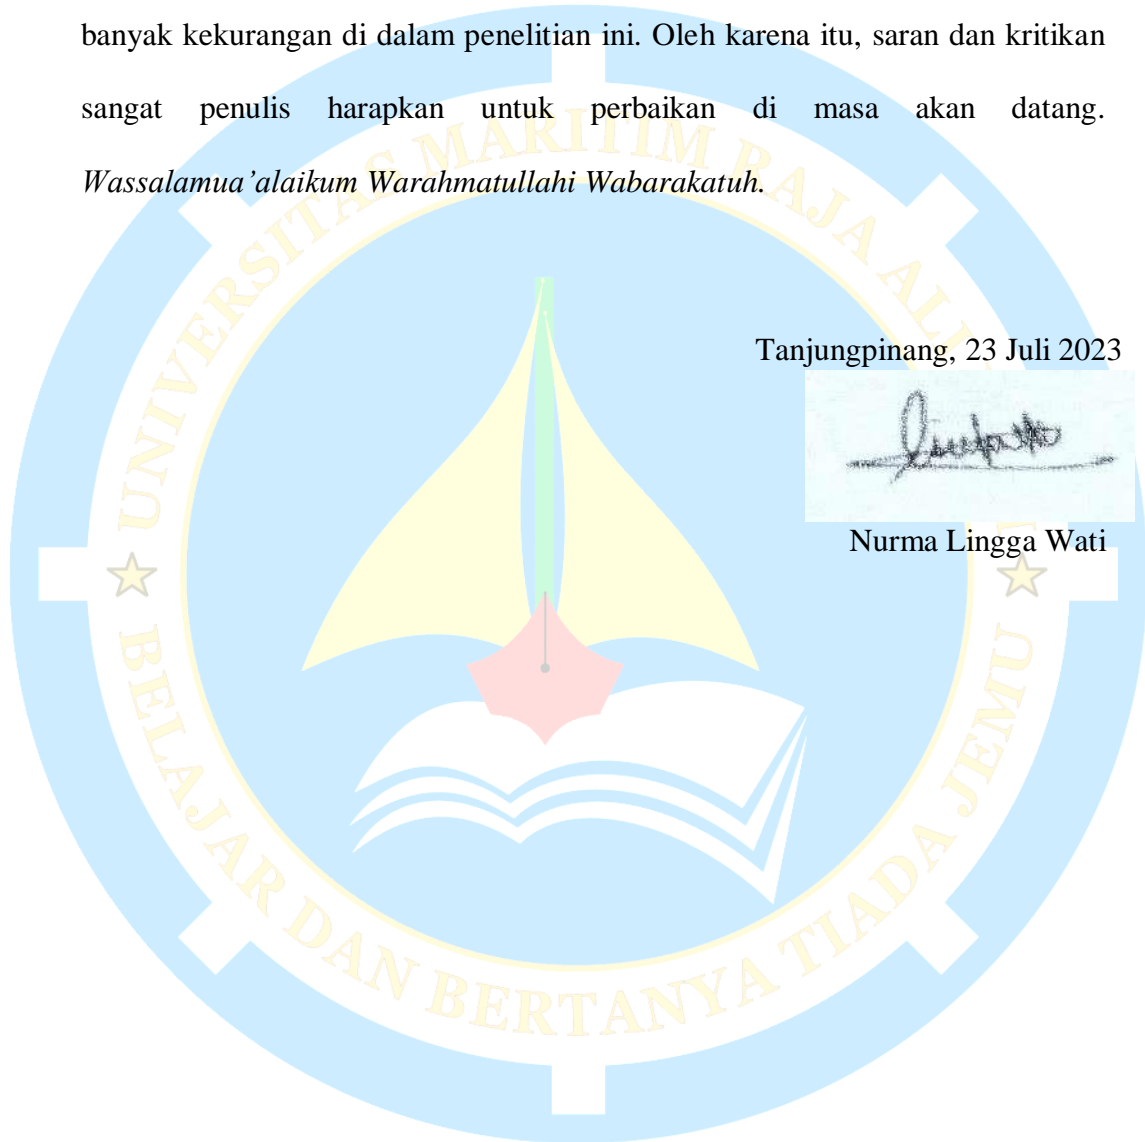 banyak kekurangan di dalam penelitian ini. Oleh karena itu, saran dan kritikan
sangat penulis harapkan untuk perbaikan di masa akan datang.
Wassalamua’alaikum Warahmatullahi Wabarakatuh.
UNIVERSITAS MARITIM RAJA ALI
Tanjungpinang, 23 Juli 2023
Nurma Lingga Wati
BELAJAR DAN BERTANYA TIADA JEMU